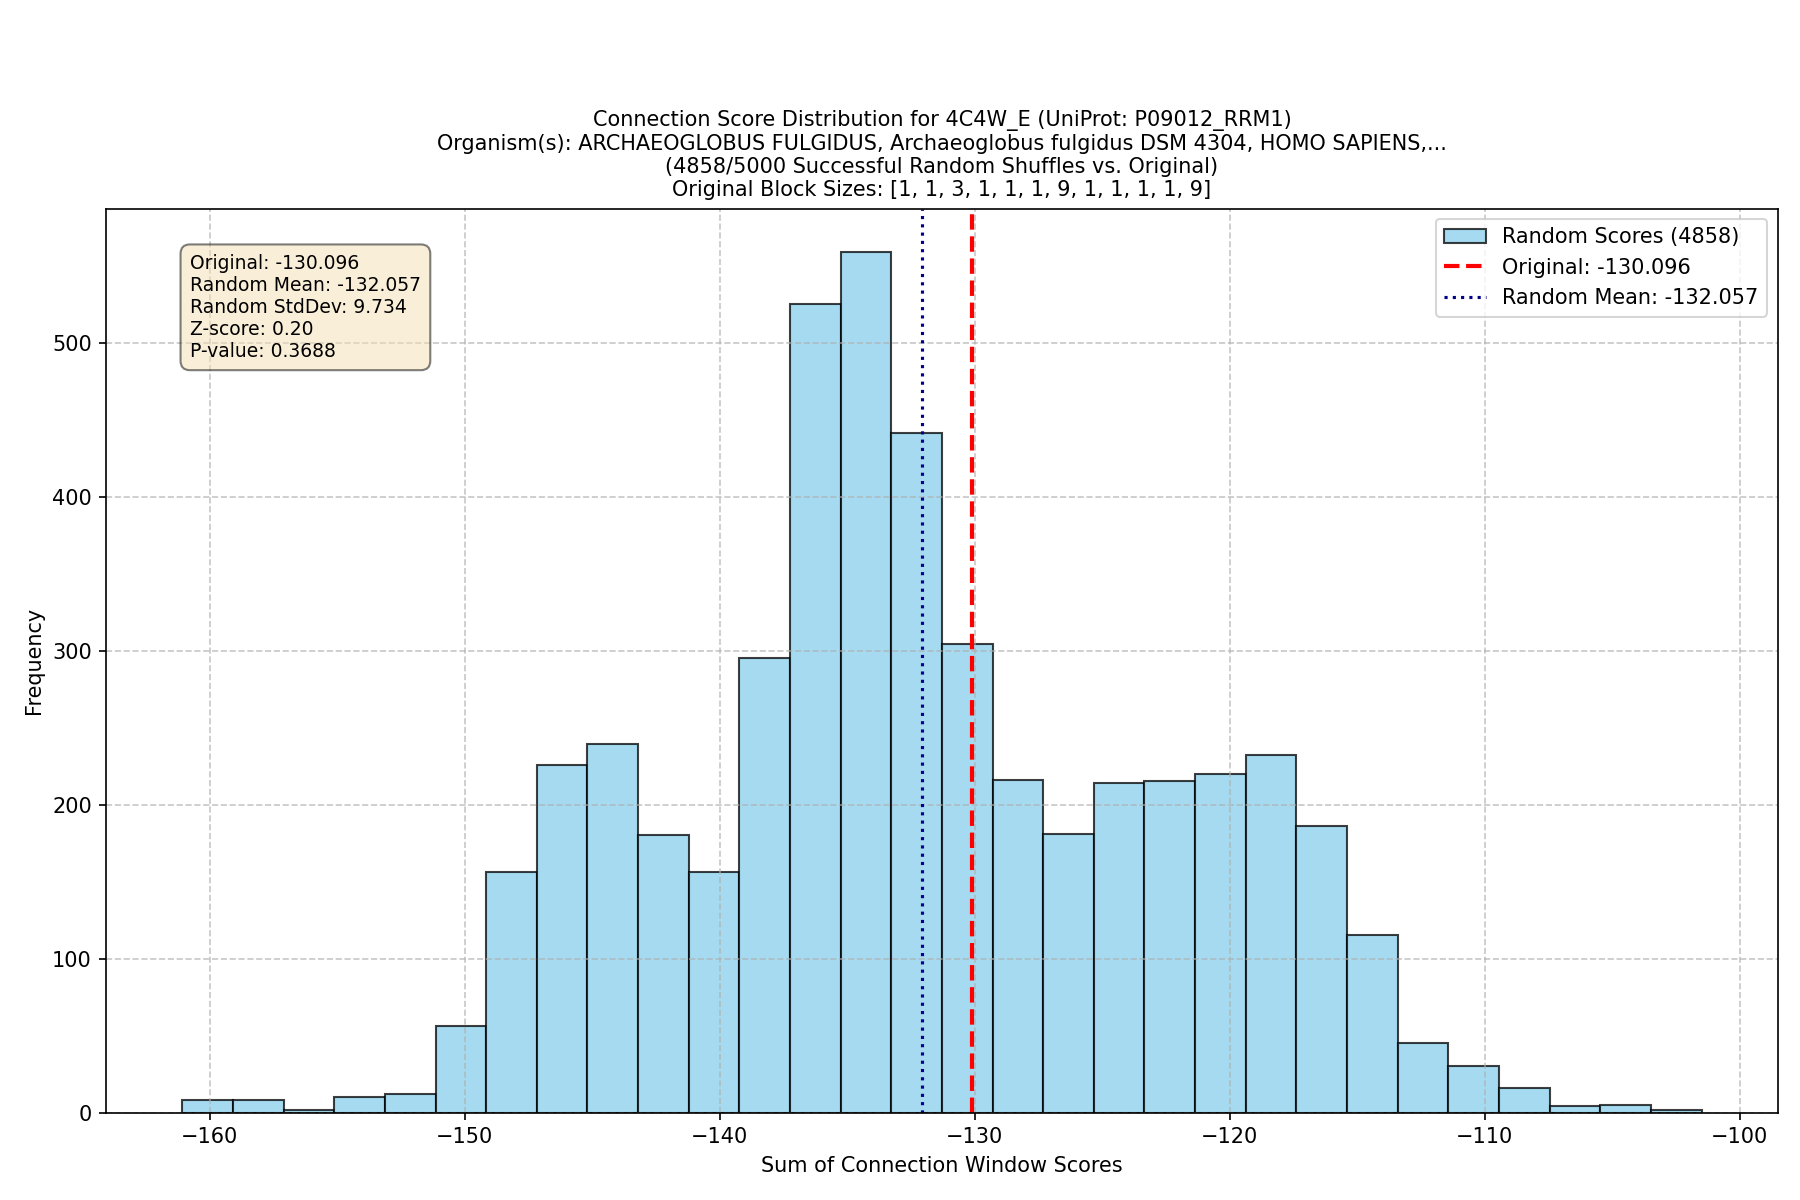 Connection Score Distribution for 4C4W_E (UniProt: P09012_RRM1)
Organism(s): ARCHAEOGLOBUS FULGIDUS, Archaeoglobus fulgidus DSM 4304, HOMO SAPIENS,...
(4858/5000 Successful Random Shuffles vs. Original)
Original Block Sizes: [1, 1, 3, 1, 1, 1, 9, 1, 1, 1, 1, 9]
Original: -130.096
Random Mean: -132.057
Random StdDev: 9.734
Z-score: 0.20
P-value: 0.3688
Random Scores (4858)
Original: -130.096
Random Mean: -132.057
Frequency
500
400
300
200
100
0
−160
−150
−140
−130
−120
−110
−100
Sum of Connection Window Scores